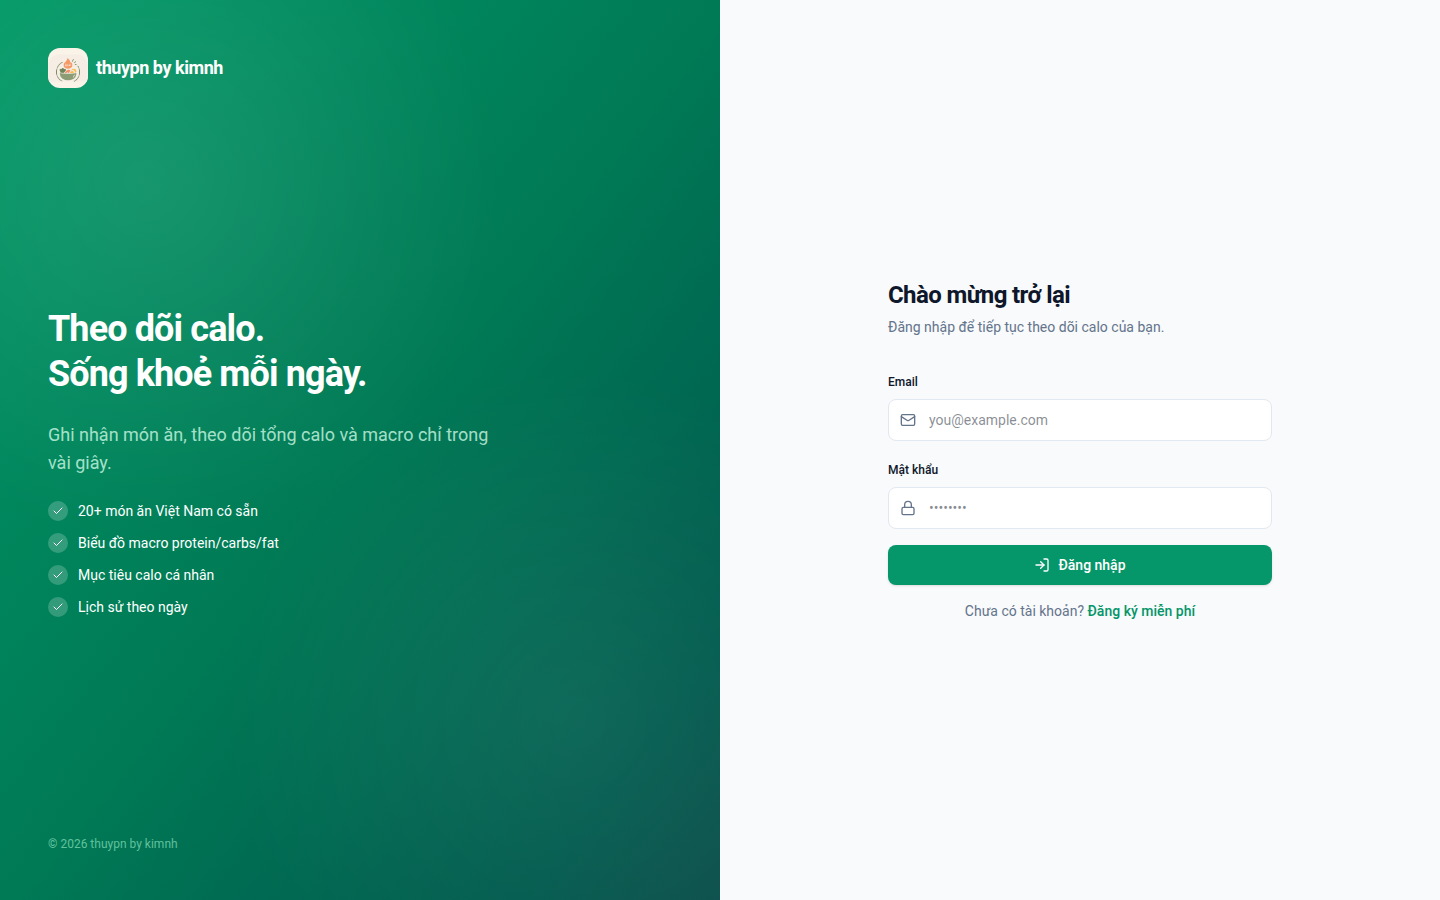 thuypn by kimnh
Theo dõi calo.
Sống khoẻ mỗi ngày.
Ghi nhận món ăn, theo dõi tổng calo và macro chỉ trong
vài giây.
20+ món ăn Việt Nam có sẵn
Biểu đồ macro protein/carbs/fat
Mục tiêu calo cá nhân
Lịch sử theo ngày
© 2026 thuypn by kimnh
Chào mừng trở lại
Đăng nhập để tiếp tục theo dõi calo của bạn.
Email
you@example.com
Mật khẩu
••••••••
Đăng nhập
Chưa có tài khoản? Đăng ký miễn phí